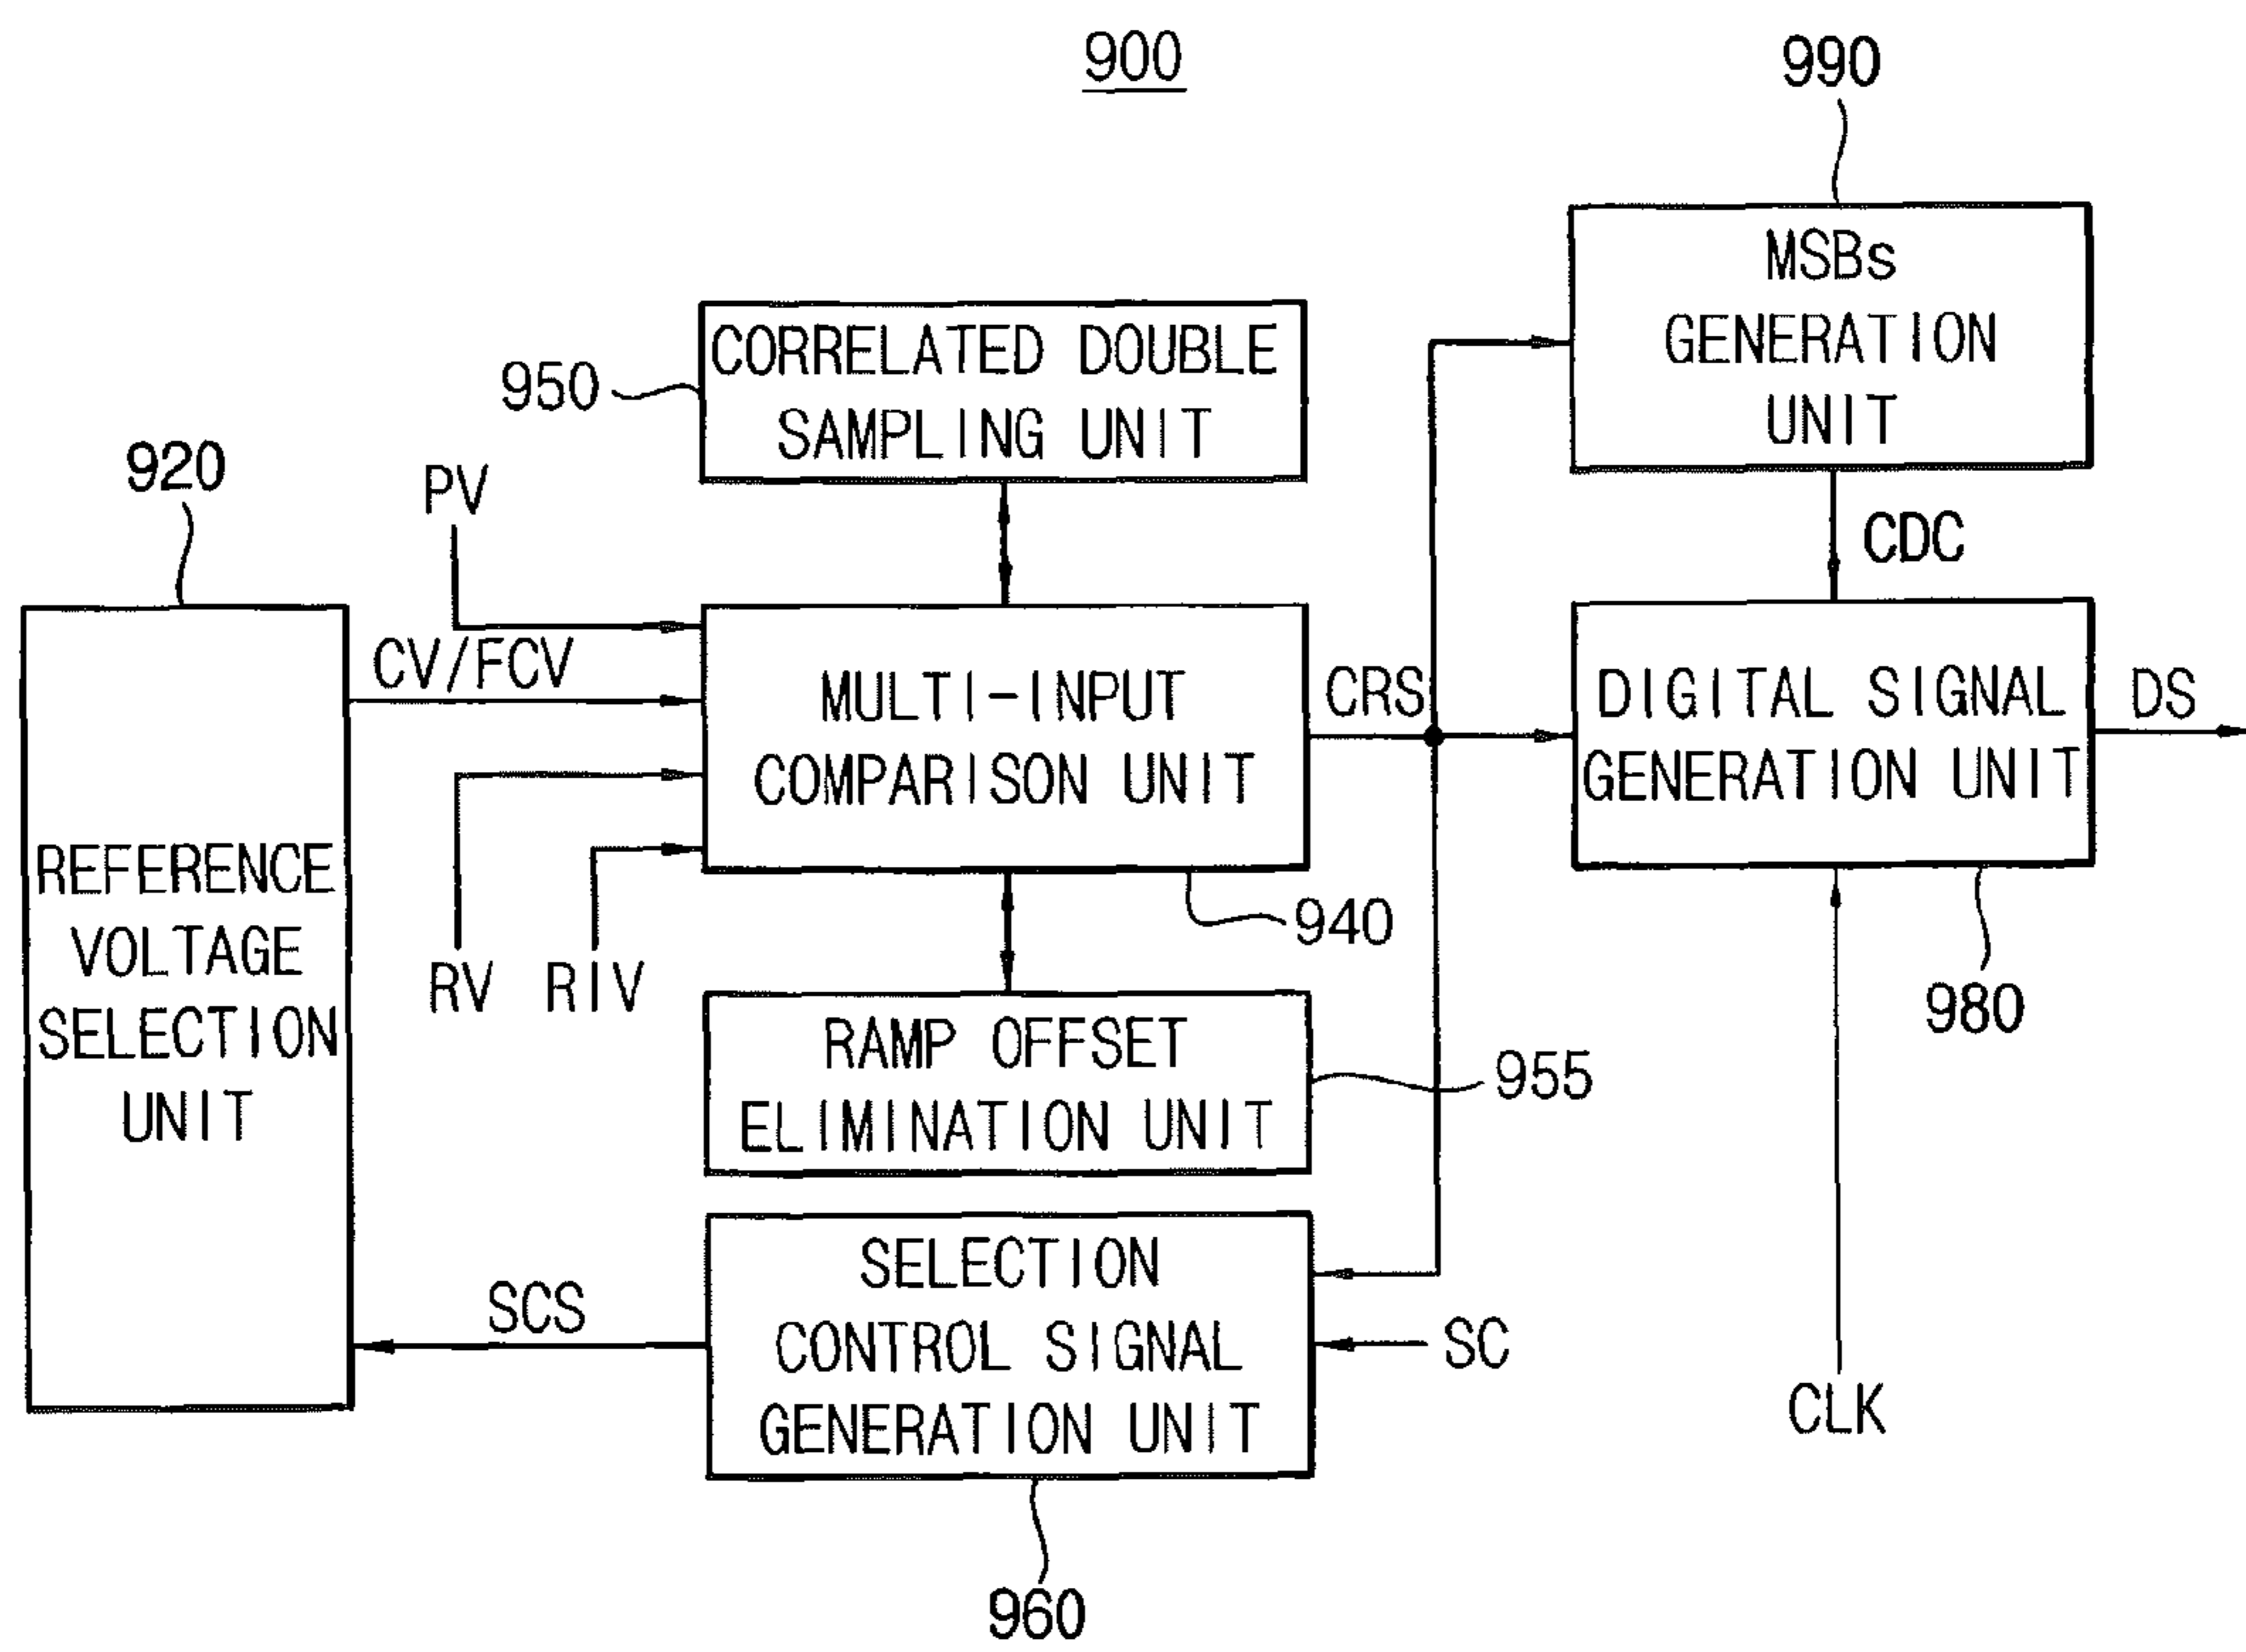 900
990
MSBs
GENERATION
UNIT
950
CORRELATED DOUBLE
SAMPLING UNIT
920
PV
CDC
CV/FCV
MULTI-INPUT
COMPARISON UNIT
CRS
DIGITAL SIGNAL
GENERATION UNIT
DS
REFERENCE
VOLTAGE
SELECTION
UNIT
RV
RIV
940
980
RAMP OFFSET
ELIMINATION UNIT
955
SELECTION
CONTROL SIGNAL
GENERATION UNIT
SCS
SC
CLK
960